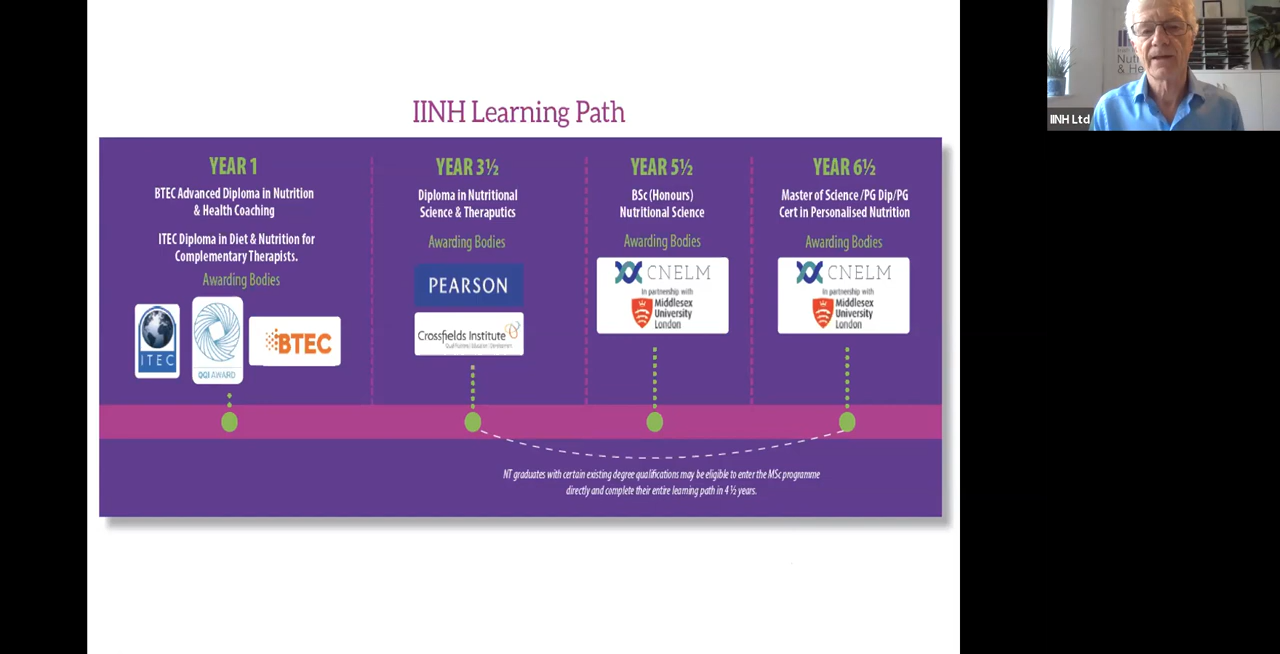 IINH Learning Path
YEAR 1
BTEC Advanced Diploma in Nutrition
& Health Coaching
ITEC Diploma in Diet & Nutrition for
Complementary Therapists.
Awarding Bodies
ITEC
QQI AWARD
BTEC
YEAR 3½
Diploma in Nutritional
Science & Theraputics
Awarding Bodies
PEARSON
Crossfields Institute
YEAR 5½
BSc (Honours)
Nutritional Science
Awarding Bodies
CNELM
In partnership with
Middlesex
University
London
YEAR 6½
Master of Science /PG Dip/PG
Cert in Personalised Nutrition
Awarding Bodies
CNELM
In partnership with
Middlesex
University
London
NT graduates with certain existing degree qualifications may be eligible to enter the MSc programme
directly and complete their entire learning path in 4 ½ years.
IINH Ltd
Nut
& He